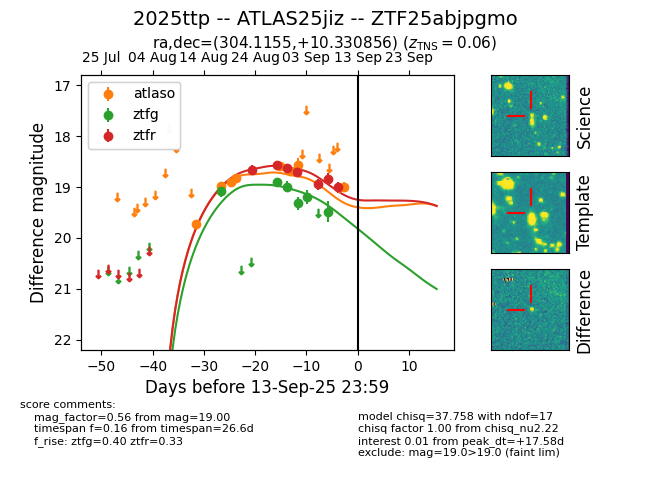 2025ttp -- ATLAS25jiz -- ZTF25abjpgmo
ra,dec=(304.1155,+10.330856) (zTNS = 0.06)
25 Jul 04 Aug 14 Aug 24 Aug 03 Sep 13 Sep 23 Sep
atlaso
ztfg
ztfr
Difference magnitude
17
18
19
20
21
22
−50 −40 −30 −20 −10 0 10
Days before 13-Sep-25 23:59
Science
Template
Difference
score comments:
mag_factor=0.56 from mag=19.00
timespan f=0.16 from timespan=26.6d
f_rise: ztfg=0.40 ztfr=0.33
model chisq=37.758 with ndof=17
chisq factor 1.00 from chisq_nu2.22
interest 0.01 from peak_dt=+17.58d
exclude: mag=19.0>19.0 (faint lim)